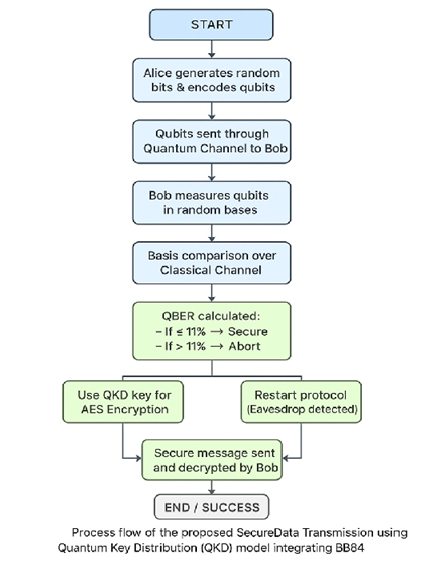 START
Alice generates random
bits & encodes qubits
Qubits sent through
Quantum Channel to Bob
Bob measures qubits
in random bases
Basis comparison over
Classical Channel
QBER calculated:
– If ≤ 11% → Secure
– If > 11% → Abort
Use QKD key for
AES Encryption
Restart protocol
(Eavesdrop detected)
Secure message sent
and decrypted by Bob
END / SUCCESS
Process flow of the proposed SecureData Transmission using
Quantum Key Distribution (QKD) model integrating BB84